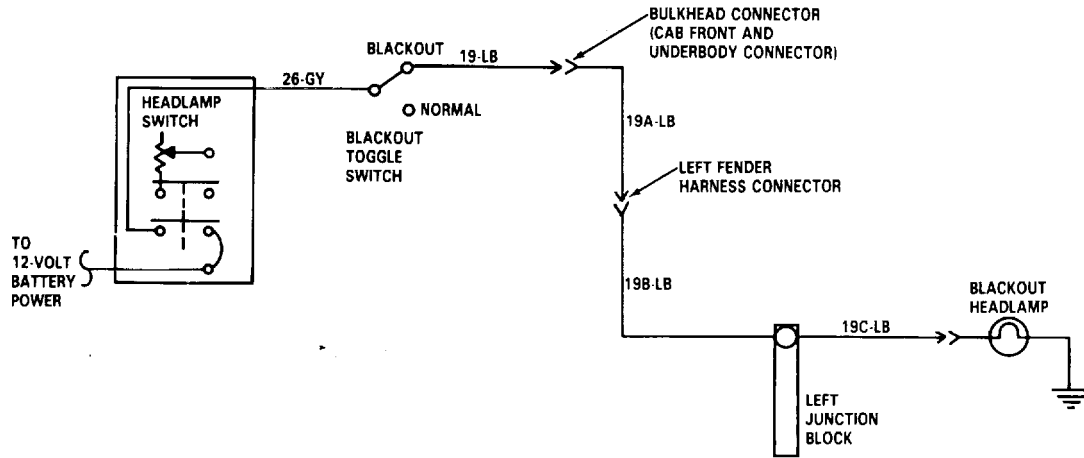 BULKHEAD CONNECTOR
(CAB FRONT AND
UNDERBODY CONNECTOR)
BLACKOUT
19-LB
26-GY
HEADLAMP
SWITCH
NORMAL
BLACKOUT
TOGGLE
SWITCH
19A-LB
LEFT FENDER
HARNESS CONNECTOR
TO
12-VOLT
BATTERY
POWER
19B-LB
BLACKOUT
HEADLAMP
19C-LB
LEFT
JUNCTION
BLOCK